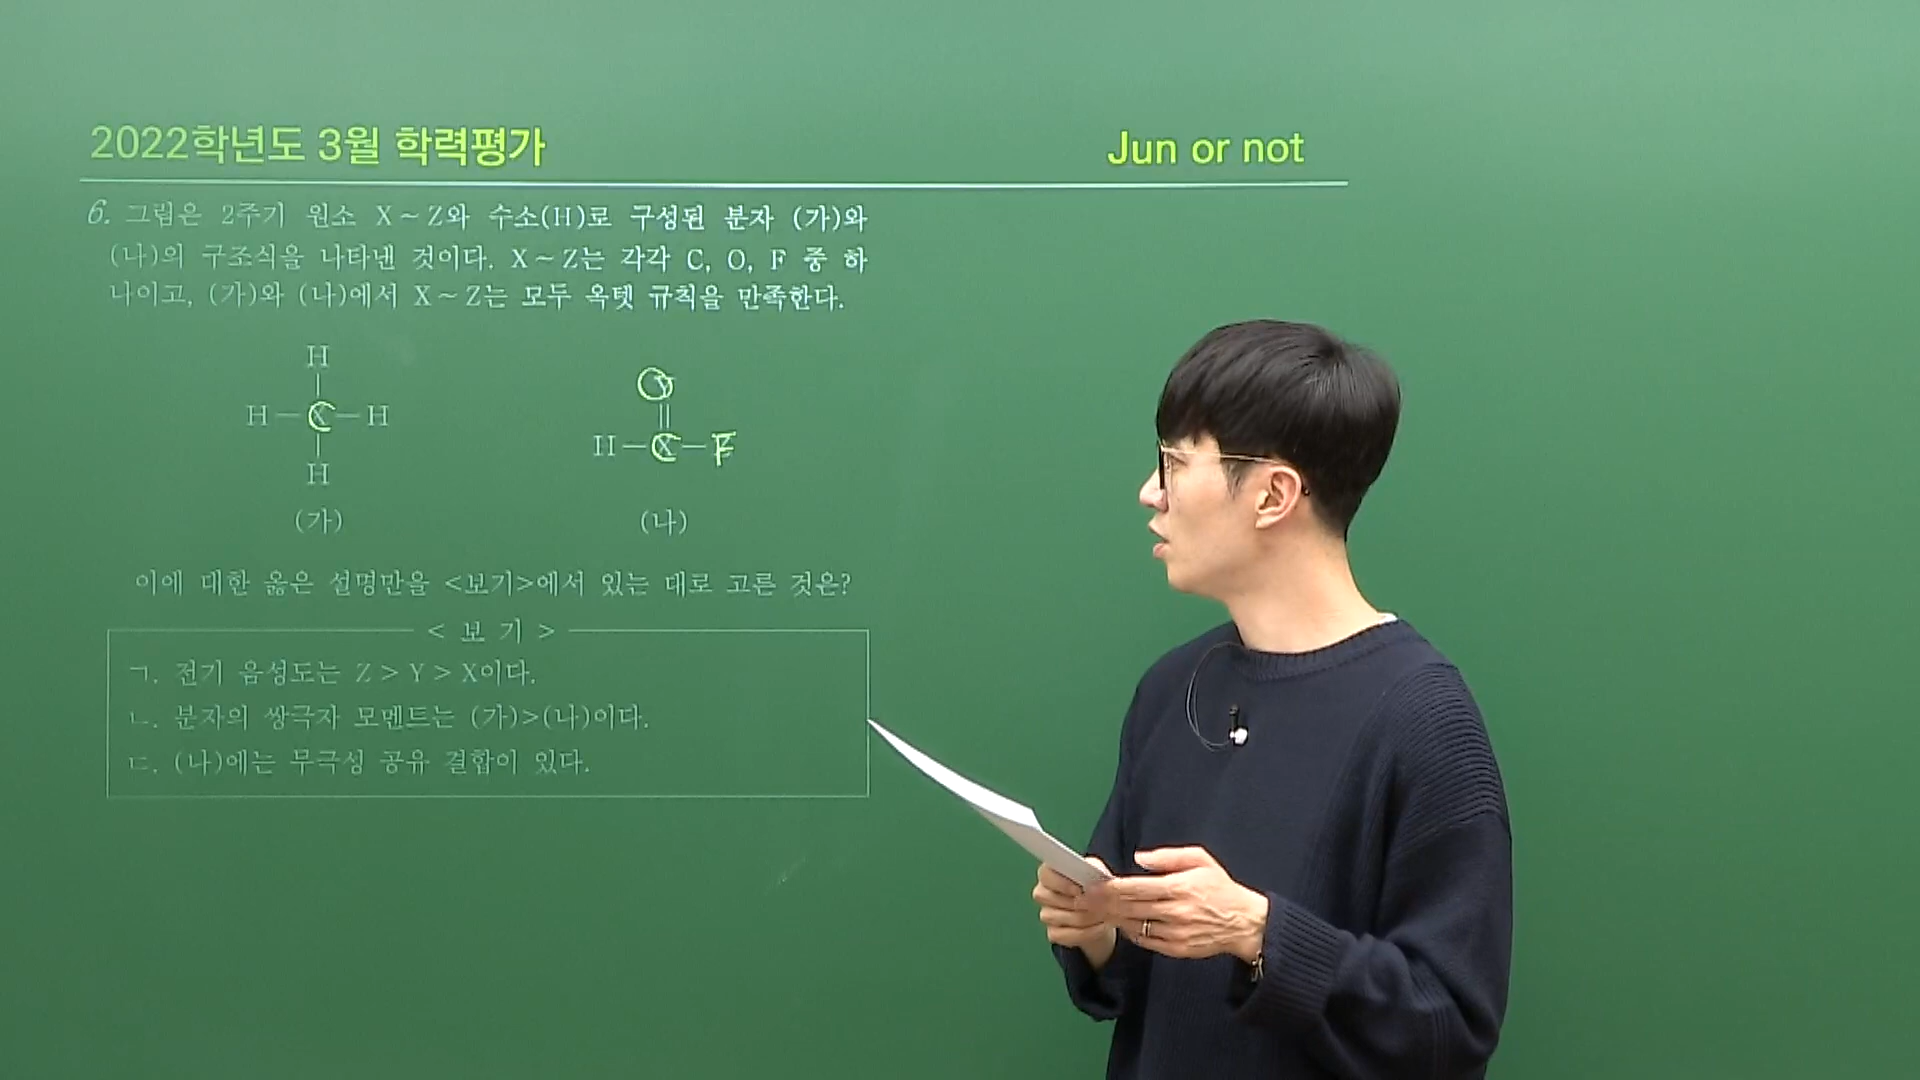 2022학년도 3월 학력평가
Jun or not
6. 그림은 2주기 원소 X ~ Z와 수소(H)로 구성된 분자 (가)와
(나)의 구조식을 나타낸 것이다. X ~ Z는 각각 C, O, F 중 하
나이고, (가)와 (나)에서 X ~ Z는 모두 옥텟 규칙을 만족한다.
H
H C H
H
(가)
O
H C F
(나)
이에 대한 옳은 설명만을 <보기>에서 있는 대로 고른 것은?
< 보 기 >
ㄱ. 전기 음성도는 Z > Y > X이다.
ㄴ. 분자의 쌍극자 모멘트는 (가)>(나)이다.
ㄷ. (나)에는 무극성 공유 결합이 있다.